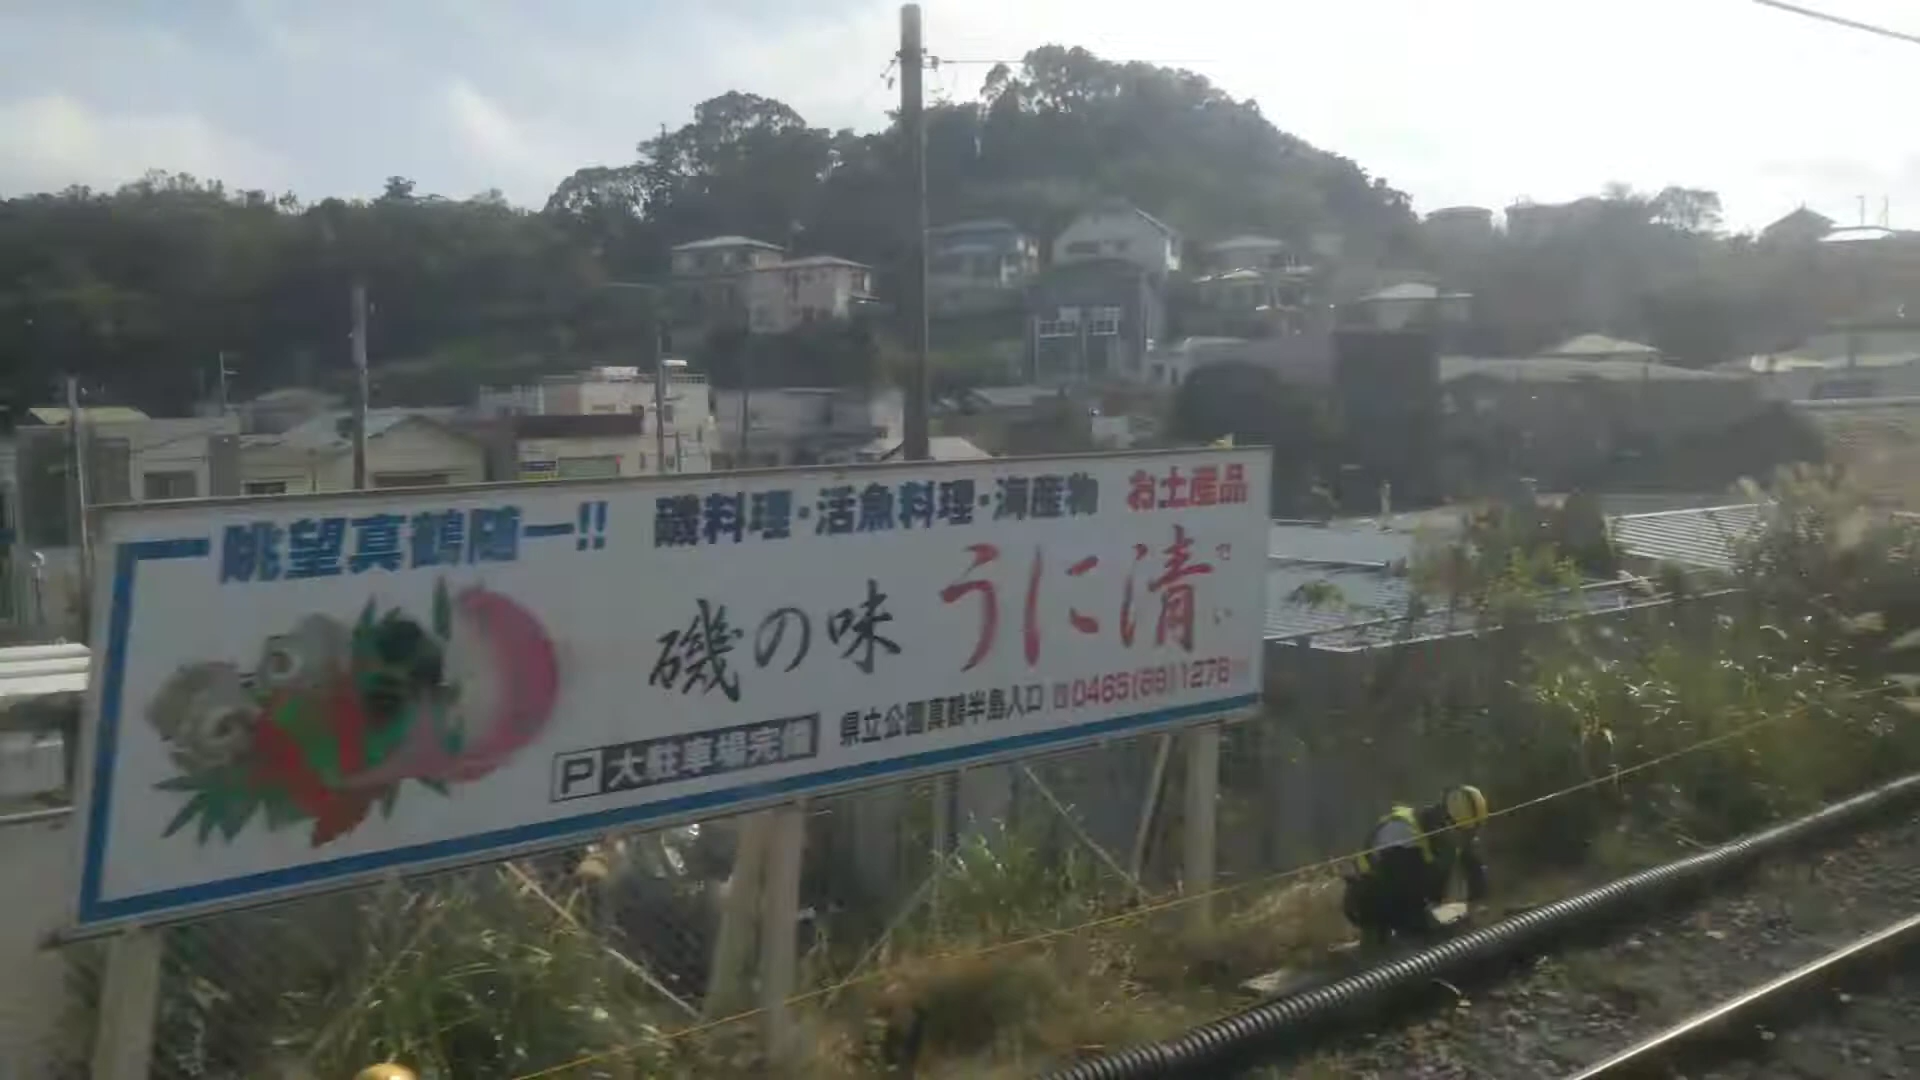 眺望真鶴随一!! 磯料理・活魚料理・海産物 お土産品
磯の味 うに清
P 大駐車場完備 県立公園真鶴半島入口 0465(68)1278